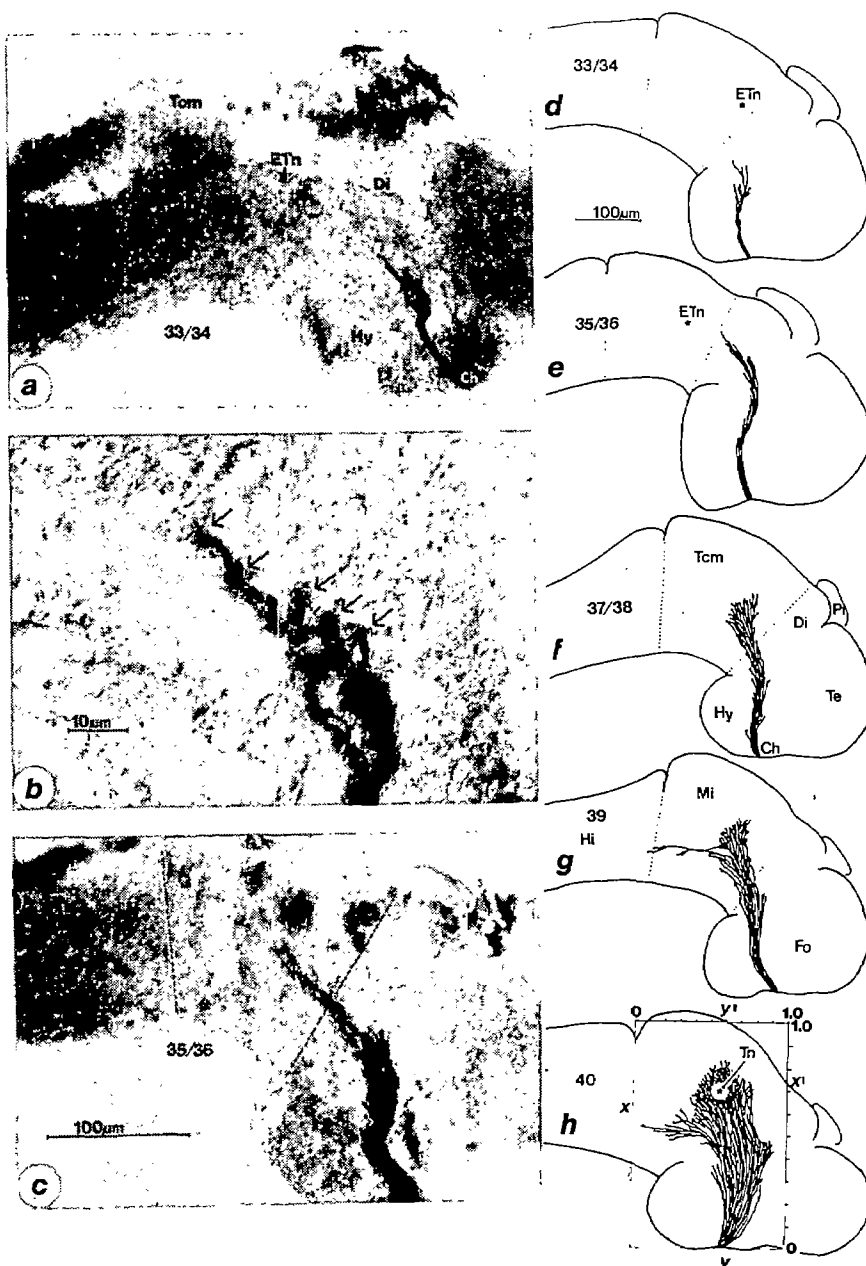 Pi
Tcm
ETn
Di
33/34
Hy
Ch
a
10µm
b
35/36
100µm
c
33/34
ETn
d
100µm
ETn
35/36
e
Tcm
37/38
Di
Pi
f
Te
Hy
Ch
Mi
39
Hi
g
Fo
0
y'
1.0
1.0
Tn
40
x'
x
h
0
y